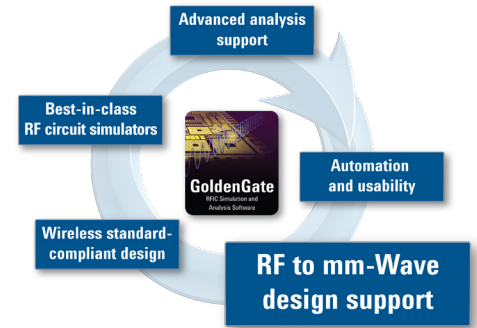 Advanced analysis
support
Best-in-class
RF circuit simulators
GoldenGate
RFIC Simulation and
Analysis Software
Automation
and usability
Wireless standard-
compliant design
RF to mm-Wave
design support